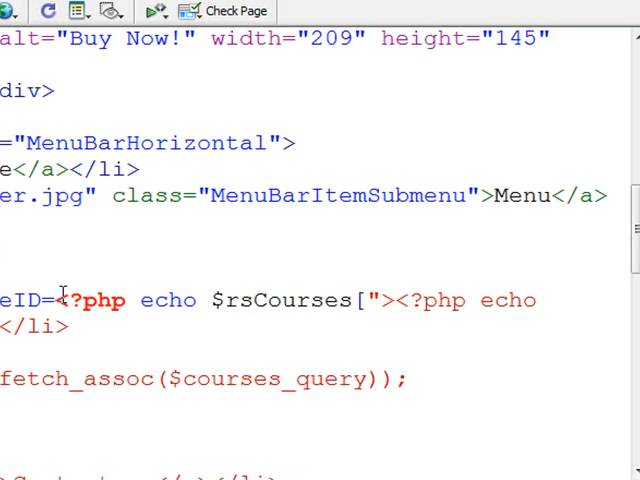 Check Page
alt="Buy Now!" width="209" height="145"
div>
="MenuBarHorizontal">
e</a></li>
er.jpg" class="MenuBarItemSubmenu">Menu</a>
eID=<?php echo $rsCourses["><?php echo
</li>
fetch_assoc($courses_query));